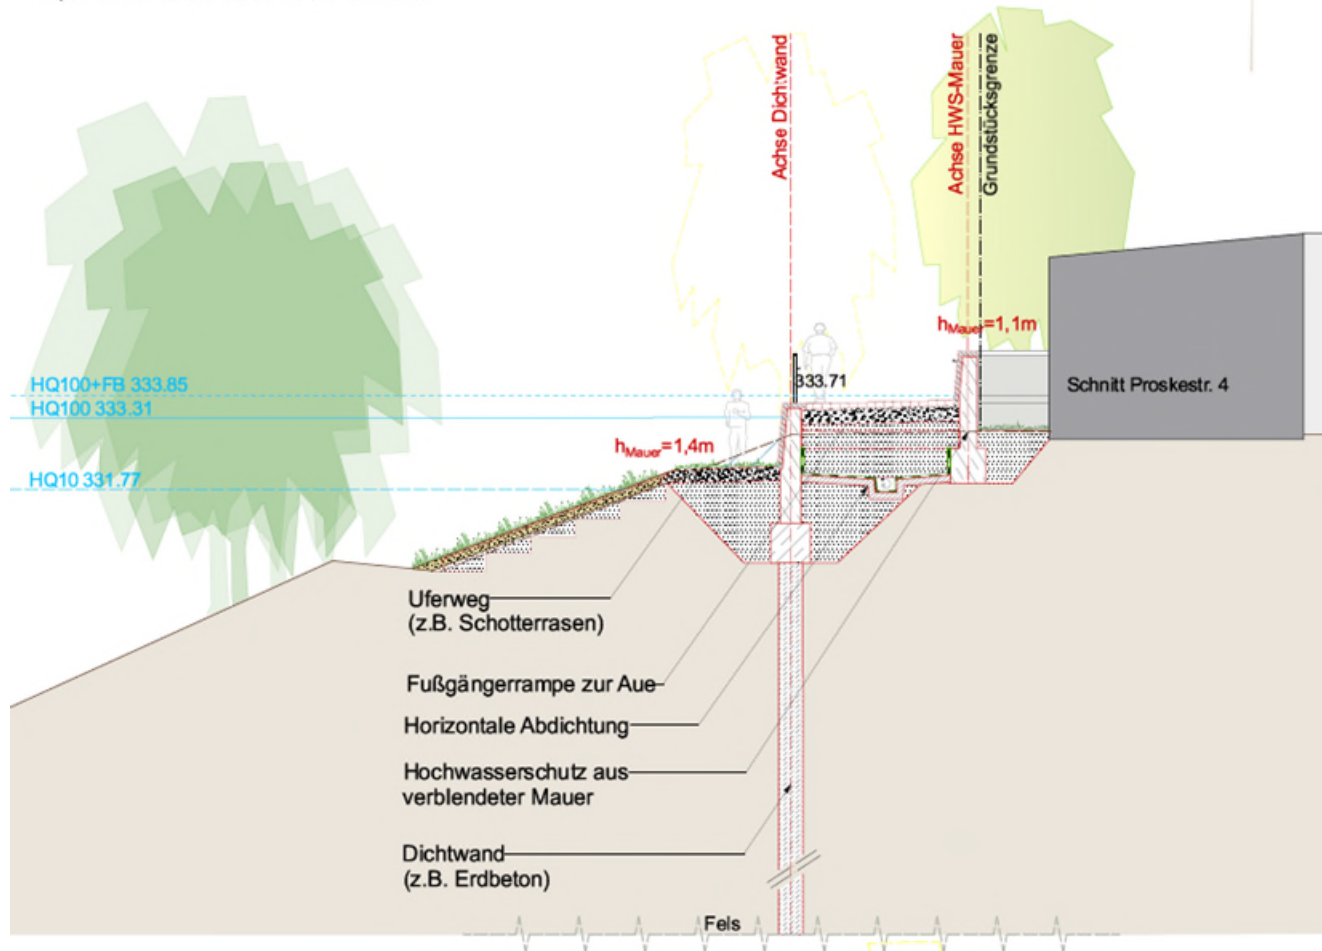 Achse Dichtwand
Achse HWS-Mauer
Grundstücksgrenze
hMauer=1,1m
HQ100+FB 333.85
333.71
Schnitt Proskestr. 4
HQ100 333.31
hMauer=1,4m
HQ10 331.77
Uferweg
(z.B. Schotterrasen)
Fußgängerrampe zur Aue
Horizontale Abdichtung
Hochwasserschutz aus
verblendeter Mauer
Dichtwand
(z.B. Erdbeton)
Fels